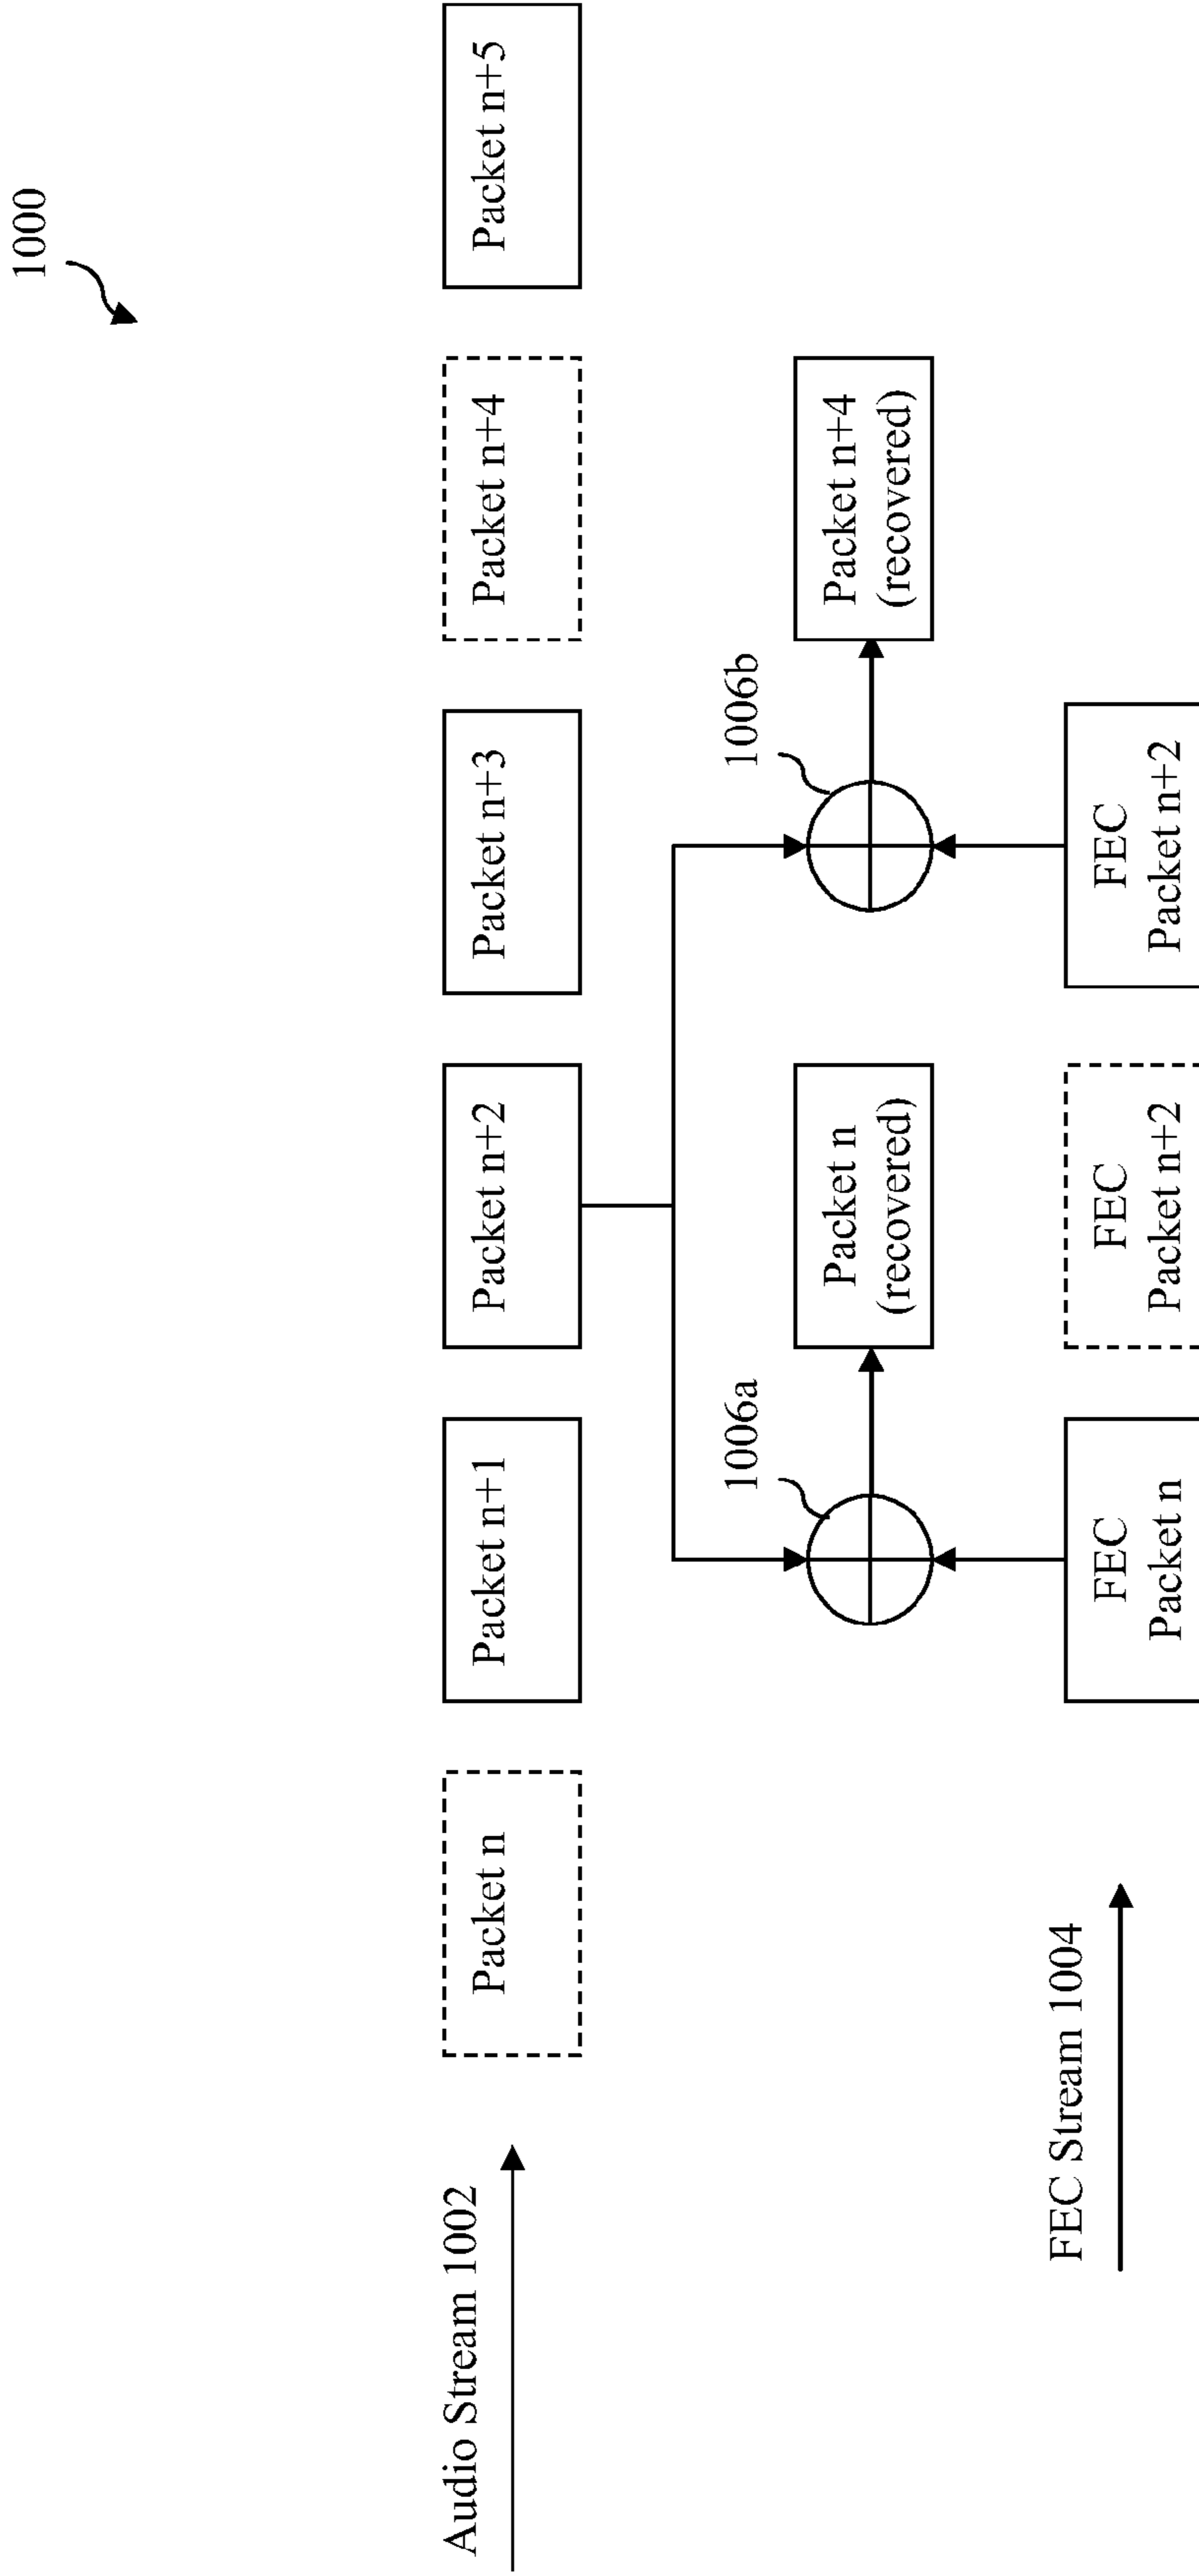 1000
Audio Stream 1002
Packet n
Packet n+1
Packet n+2
Packet n+3
Packet n+4
Packet n+5
1006a
Packet n
(recovered)
1006b
Packet n+4
(recovered)
FEC Stream 1004
FEC
Packet n
FEC
Packet n+2
FEC
Packet n+2